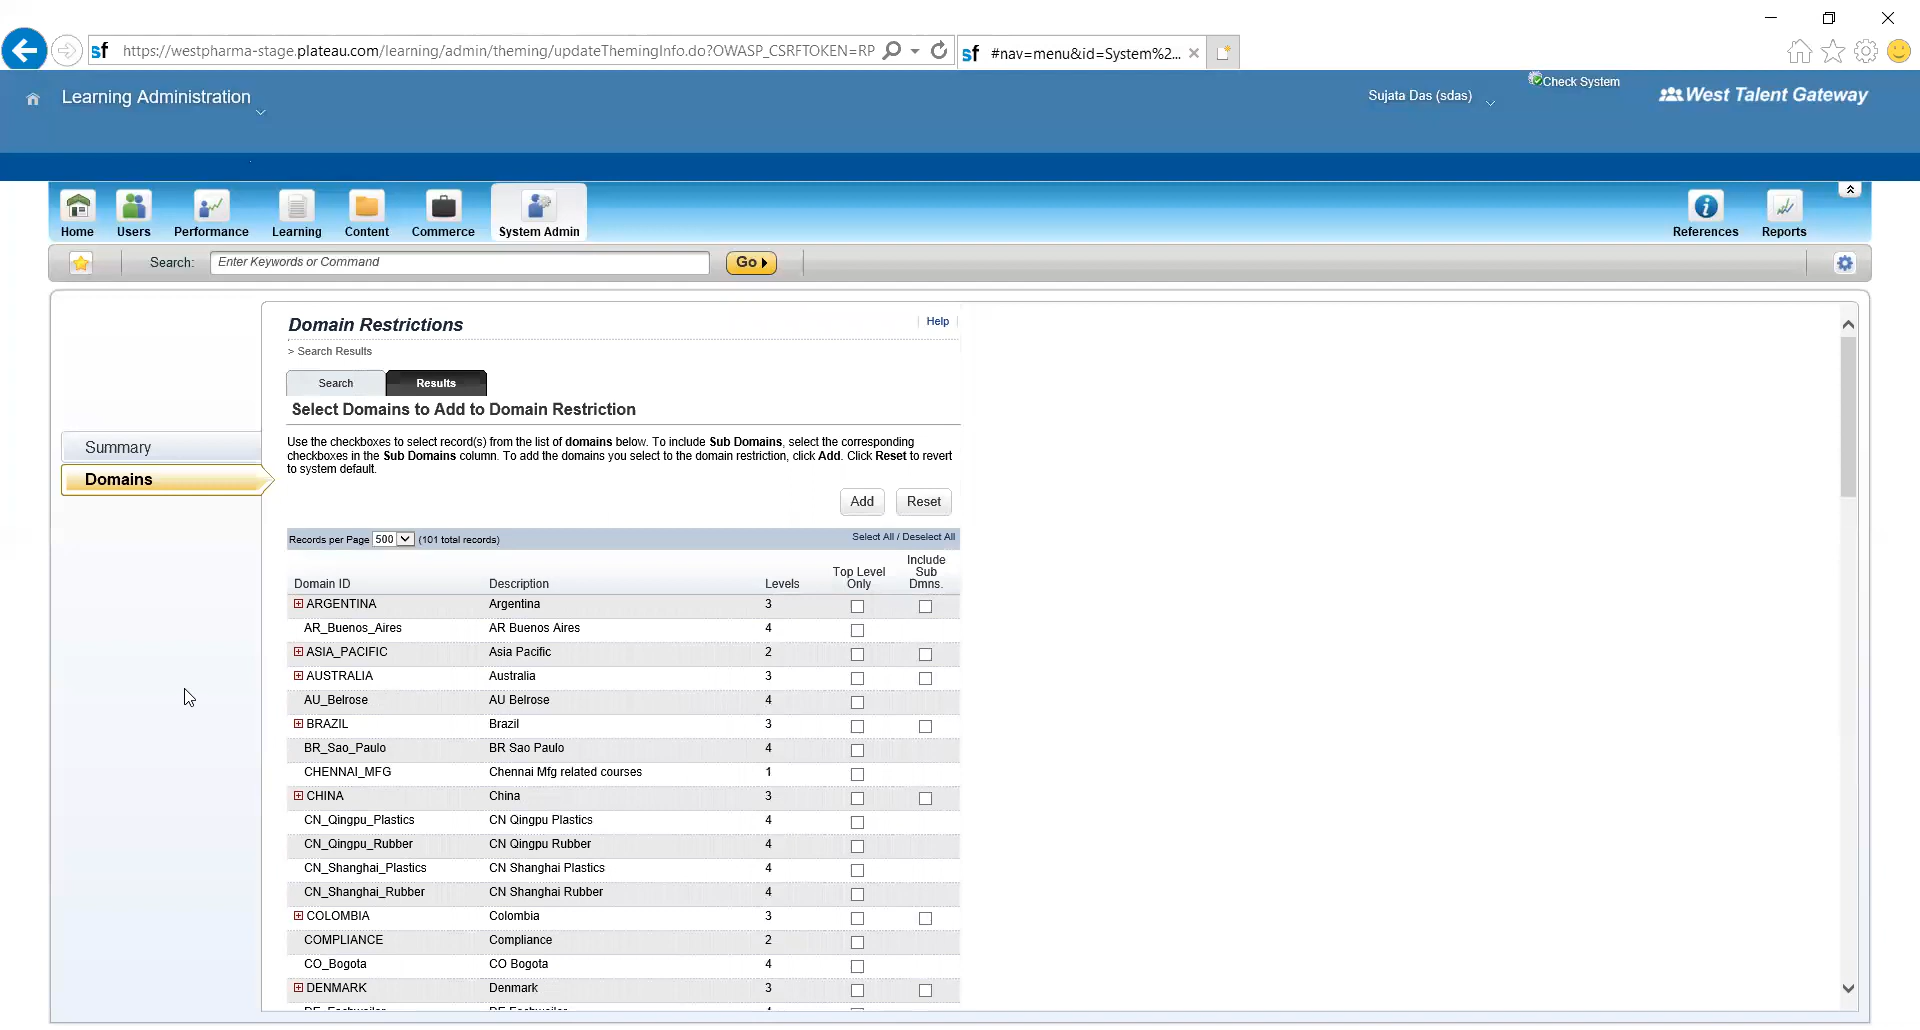 https://westpharma-stage.plateau.com/learning/admin/theming/updateThemingInfo.do?OWASP_CSRFTOKEN=RP
#nav=menu&id=System%2...
Learning Administration
Sujata Das (sdas)
Check System
West Talent Gateway
Home
Users
Performance
Learning
Content
Commerce
System Admin
References
Reports
Search:
Enter Keywords or Command
Go
Summary
Domains
Domain Restrictions
Help
> Search Results
Search
Results
Select Domains to Add to Domain Restriction
Use the checkboxes to select record(s) from the list of domains below. To include Sub Domains, select the corresponding
checkboxes in the Sub Domains column. To add the domains you select to the domain restriction, click Add. Click Reset to revert
to system default.
Add
Reset
Records per Page 500 (101 total records)
Select All / Deselect All
Domain ID Description Levels Top Level Only Include Sub Dmns.
ARGENTINA Argentina 3
AR_Buenos_Aires AR Buenos Aires 4
ASIA_PACIFIC Asia Pacific 2
AUSTRALIA Australia 3
AU_Belrose AU Belrose 4
BRAZIL Brazil 3
BR_Sao_Paulo BR Sao Paulo 4
CHENNAI_MFG Chennai Mfg related courses 1
CHINA China 3
CN_Qingpu_Plastics CN Qingpu Plastics 4
CN_Qingpu_Rubber CN Qingpu Rubber 4
CN_Shanghai_Plastics CN Shanghai Plastics 4
CN_Shanghai_Rubber CN Shanghai Rubber 4
COLOMBIA Colombia 3
COMPLIANCE Compliance 2
CO_Bogota CO Bogota 4
DENMARK Denmark 3